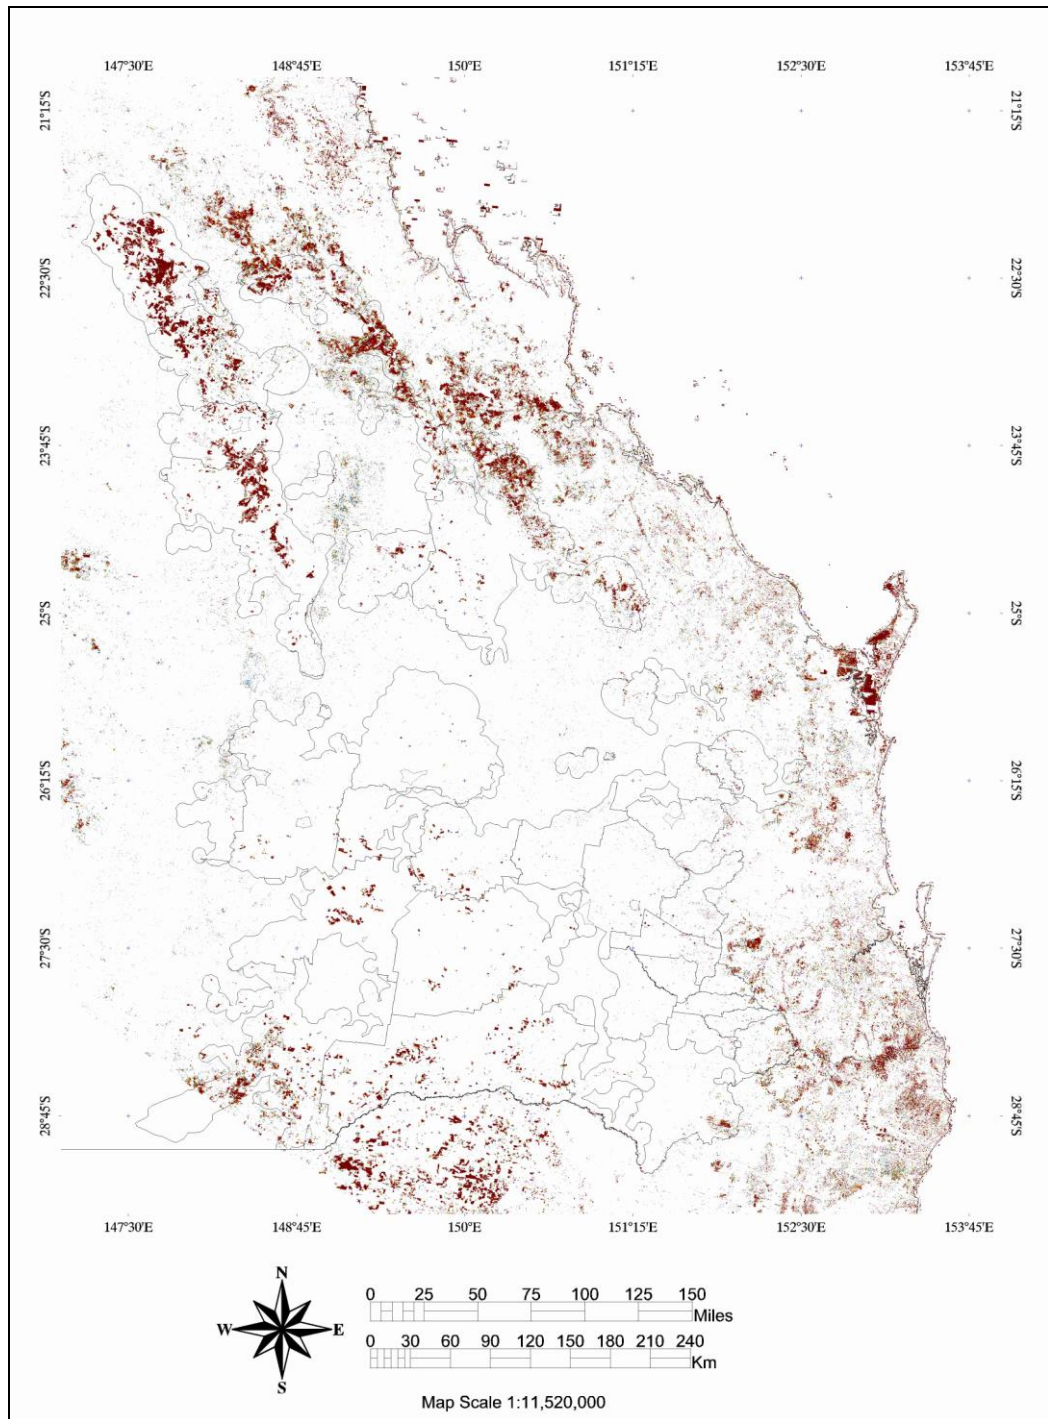 147°30'E 148°45'E 150°E 151°15'E 152°30'E 153°45'E
21°15'S 21°15'S
22°30'S 22°30'S
23°45'S 23°45'S
25°S 25°S
26°15'S 26°15'S
27°30'S 27°30'S
28°45'S 28°45'S
147°30'E 148°45'E 150°E 151°15'E 152°30'E 153°45'E
N
W E
S
0 25 50 75 100 125 150
Miles
0 30 60 90 120 150 180 210 240
Km
Map Scale 1:11,520,000